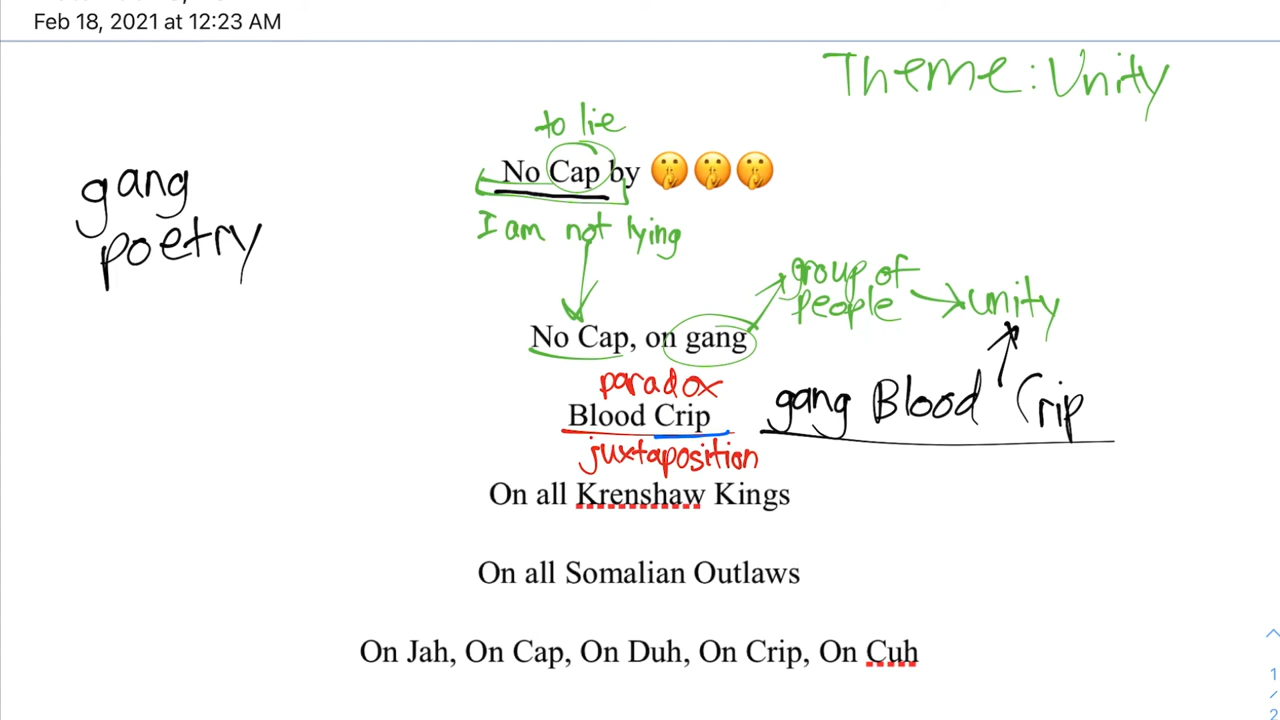 Feb 18, 2021 at 12:23 AM
Theme: Unity
to lie
No Cap by 🤫🤫🤫
gang
poetry
I am not lying
group of
people
unity
No Cap, on gang
paradox
Blood Crip
gang Blood Crip
juxtaposition
On all Krenshaw Kings
On all Somalian Outlaws
On Jah, On Cap, On Duh, On Crip, On Cuh
1
/
2